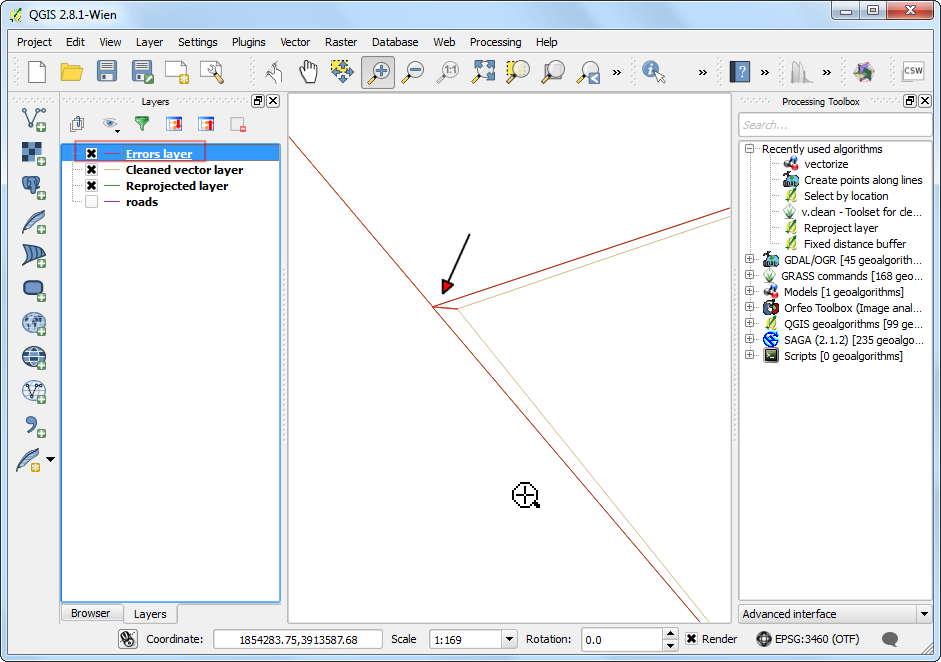 QGIS 2.8.1-Wien
Project Edit View Layer Settings Plugins Vector Raster Database Web Processing Help
1:1
»
»
?
»
»
CSW
Layers
Processing Toolbox
Search...
Errors layer
Cleaned vector layer
Reprojected layer
roads
Recently used algorithms
vectorize
Create points along lines
Select by location
v.clean - Toolset for cle...
Reproject layer
Fixed distance buffer
GDAL/OGR [45 geoalgorith...
GRASS commands [168 geo...
Models [1 geoalgorithms]
Orfeo Toolbox (Image anal...
QGIS geoalgorithms [99 ge...
SAGA (2.1.2) [235 geoalgo...
Scripts [0 geoalgorithms]
Browser Layers
Advanced interface
Coordinate: 1854283.75,3913587.68 Scale 1:169 Rotation: 0.0 Render EPSG:3460 (OTF)